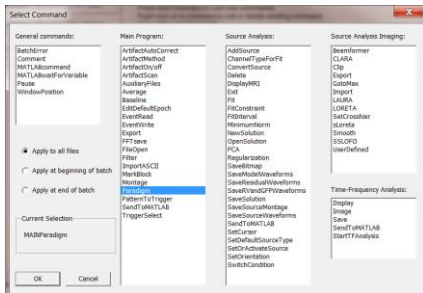 Select Command
General commands:
BatchError
Comment
MATLABcommand
MATLABwaitForVariable
Pause
WindowPosition
Apply to all files
Apply at beginning of batch
Apply at end of batch
Current Selection
MAINParadigm
OK
Cancel
Main Program:
ArtifactAutoCorrect
ArtifactMethod
ArtifactOn/off
ArtifactScan
AuxiliaryFiles
Average
Baseline
EditDefaultEpoch
EventRead
EventWrite
Export
FFTsave
FileOpen
Filter
ImportASCII
MarkBlock
Montage
Paradigm
PatternToTrigger
SendToMATLAB
TriggerSelect
Source Analysis:
AddSource
ChannelTypeForFit
ConvertSource
Delete
DisplayMRI
Exit
Fit
FitConstraint
FitInterval
MinimumNorm
NewSolution
OpenSolution
PCA
Regularization
SaveBitmap
SaveModelWaveforms
SaveResidualWaveforms
SaveRVandGFPWaveforms
SaveSolution
SaveSourceMontage
SaveSourceWaveforms
SendToMATLAB
SetCursor
SetDefaultSourceType
SetOrActivateSource
SetOrientation
SwitchCondition
Source Analysis Imaging:
Beamformer
CLARA
Clip
Export
GotoMax
Import
LAURA
LORETA
SetCrosshair
sLoreta
Smooth
SSLOFO
UserDefined
Time-Frequency Analysis:
Display
Image
Save
SendToMATLAB
StartTFAnalysis